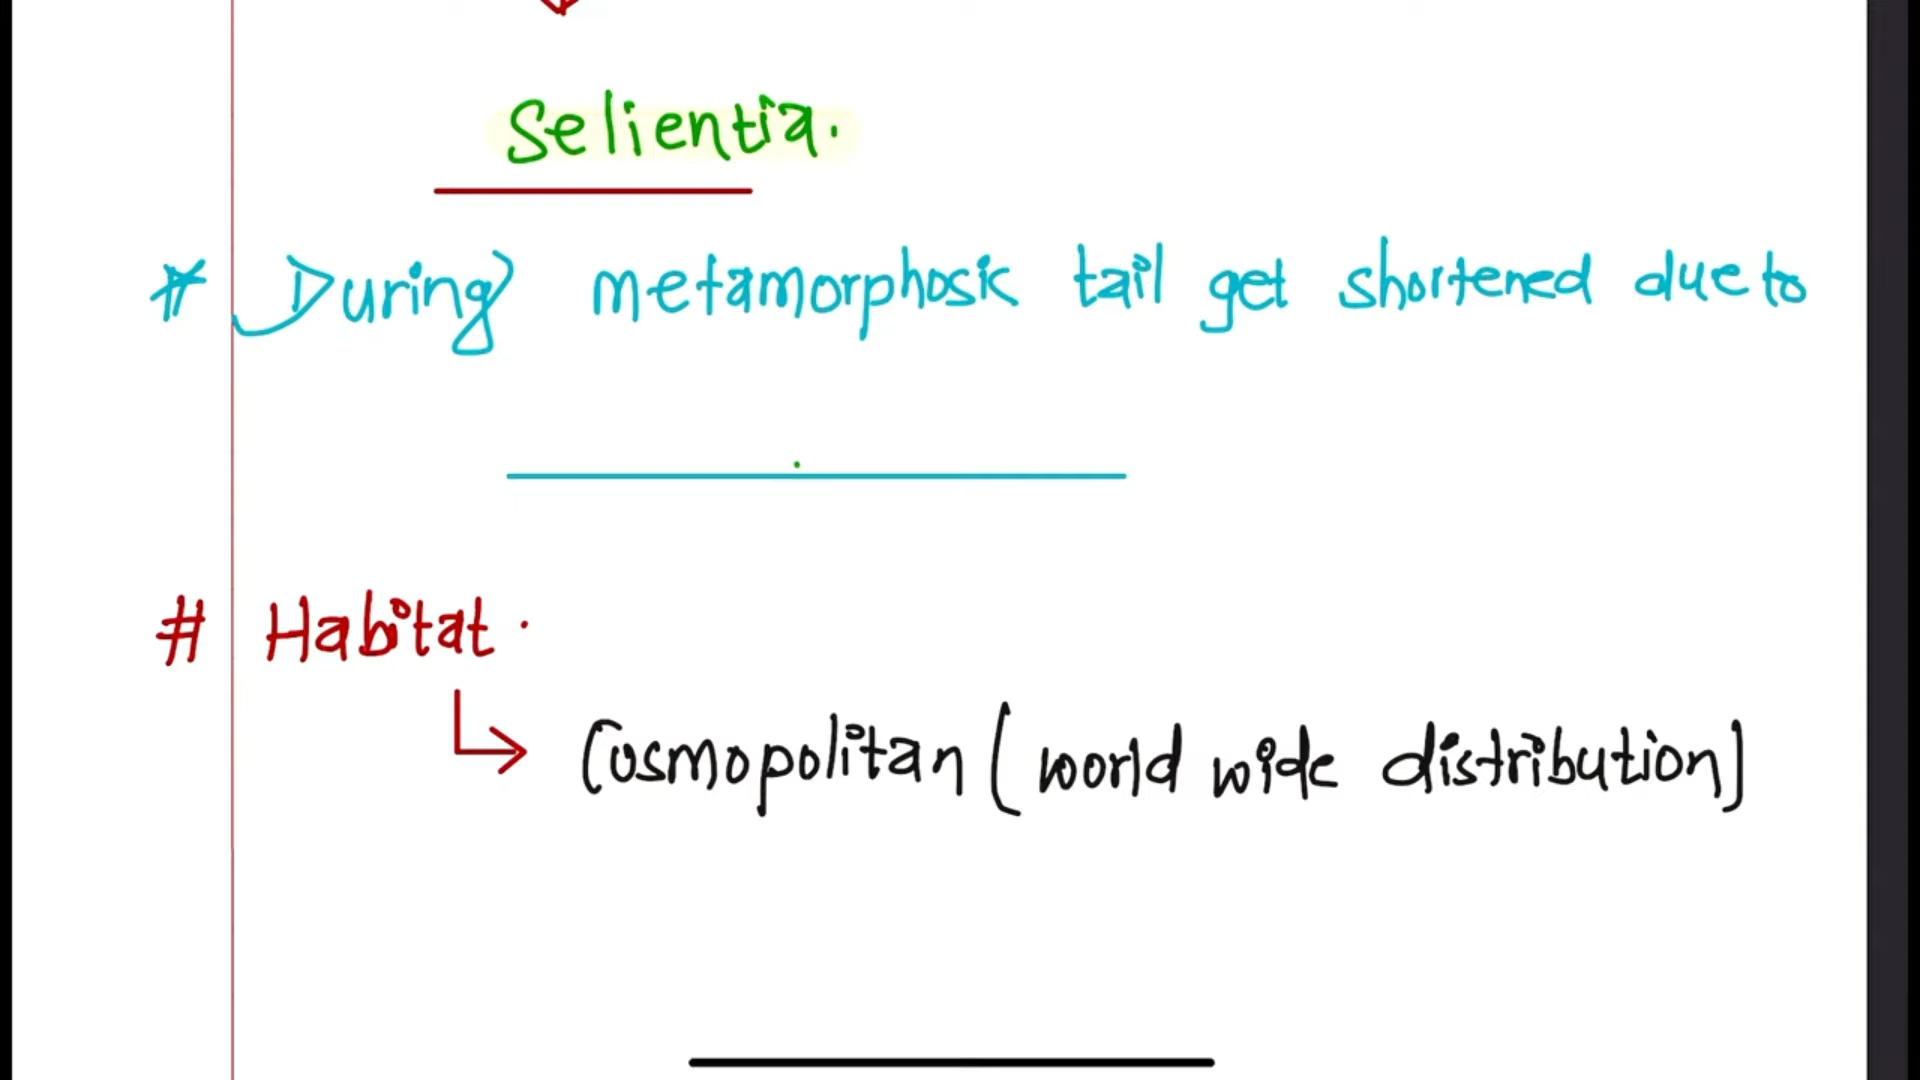 Selientia.
# During metamorphosis tail get shortened due to
# Habitat.
Cosmopolitan (world wide distribution)